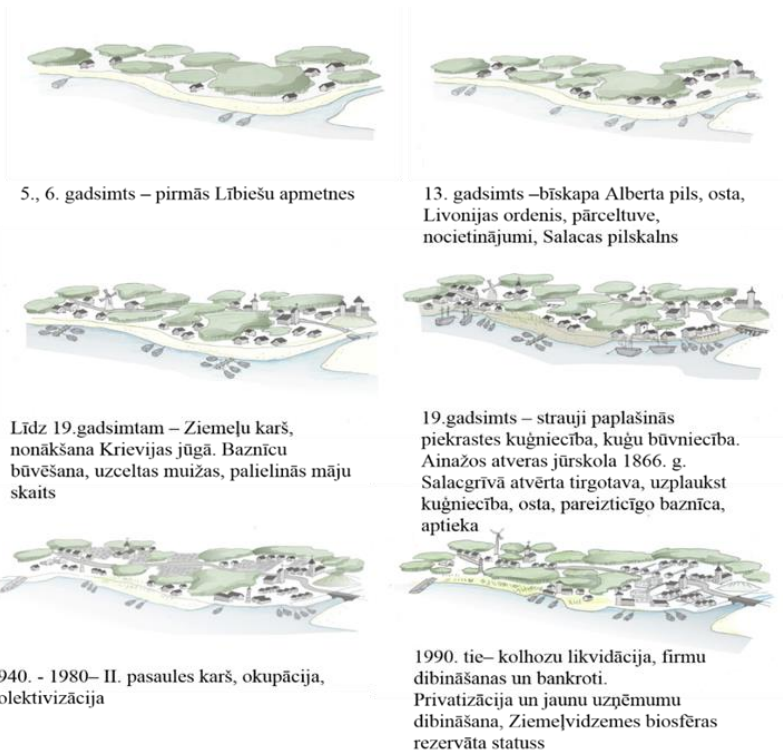 5., 6. gadsimts – pirmās Lībiešu apmetnes
13. gadsimts –bīskapa Alberta pils, osta,
Livonijas ordenis, pārceltuve,
nocietinājumi, Salacas pilskalns
Līdz 19.gadsimtam – Ziemeļu karš,
nonākšana Krievijas jūgā. Baznīcu
būvēšana, uzceltas muižas, palielinās māju
skaits
19.gadsimts – strauji paplašinās
piekrastes kuģniecība, kuģu būvniecība.
Ainažos atveras jūrskola 1866. g.
Salacgrīvā atvērta tirgotava, uzplaukst
kuģniecība, osta, pareizticīgo baznīca,
aptieka
940. - 1980– II. pasaules karš, okupācija,
olektivizācija
1990. tie– kolhozu likvidācija, firmu
dibināšanas un bankroti.
Privatizācija un jaunu uzņēmumu
dibināšana, Ziemeļvidzemes biosfēras
rezervāta statuss